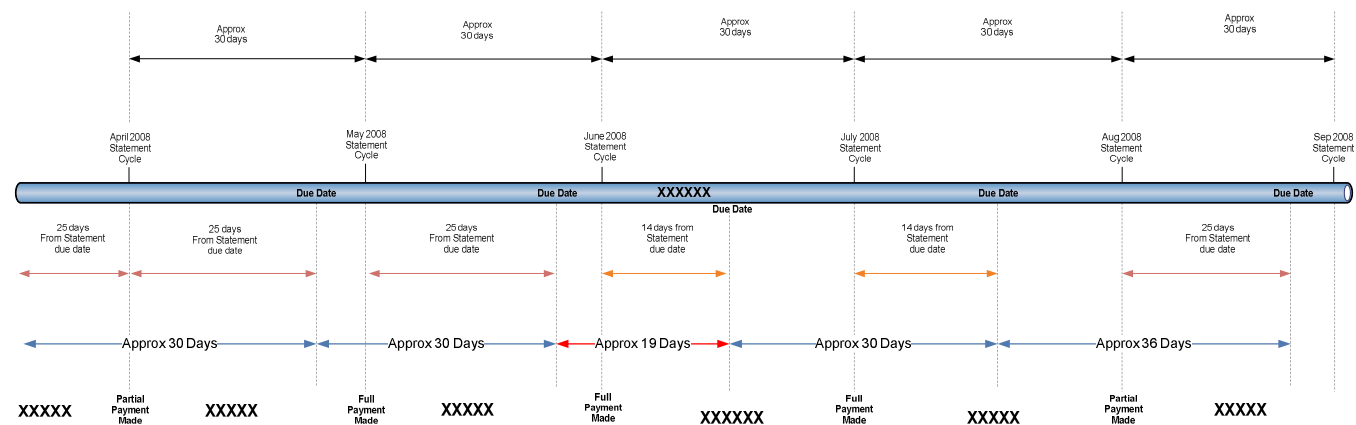 Approx
30 days
Approx
30 days
Approx
30 days
Approx
30 days
Approx
30 days
April 2008
Statement
Cycle
May 2008
Statement
Cycle
June 2008
Statement
Cycle
July 2008
Statement
Cycle
Aug 2008
Statement
Cycle
Sep 2008
Statement
Cycle
Due Date
Due Date
XXXXXX
Due Date
Due Date
Due Date
25 days
From Statement
due date
25 days
From Statement
due date
25 days
From Statement
due date
14 days from
Statement
due date
14 days from
Statement
due date
25 days
From Statement
due date
Approx 30 Days
Approx 30 Days
Approx 19 Days
Approx 30 Days
Approx 36 Days
XXXXX
Partial
Payment
Made
XXXXX
Full
Payment
Made
XXXXX
Full
Payment
Made
XXXXXX
Full
Payment
Made
XXXXX
Partial
Payment
Made
XXXXX